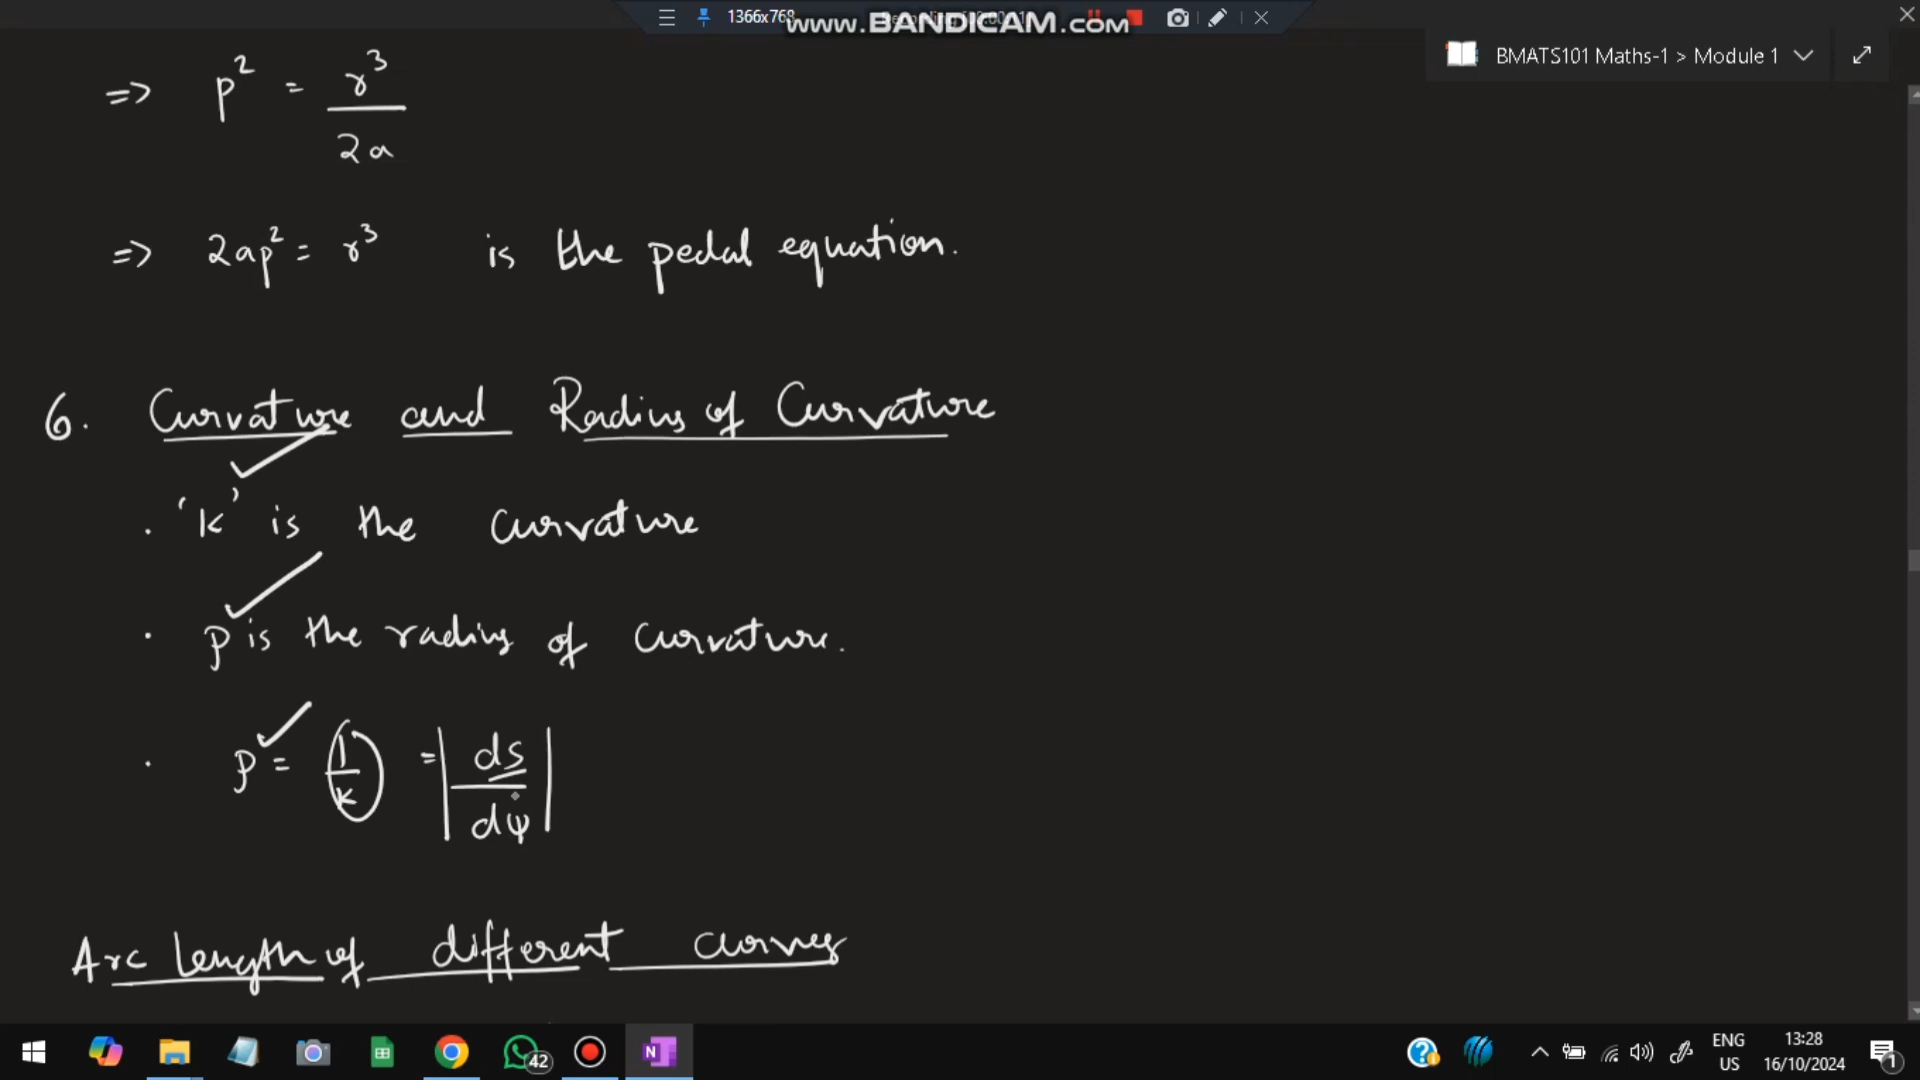 1366x768
www.BANDICAM.com
BMATS101 Maths-1 > Module 1
=> p² = r³/2a
=> 2ap² = r³ is the pedal equation.
6. Curvature and Radius of Curvature
. 'k' is the curvature
. ρ is the radius of curvature.
. ρ = (1/k) = |ds/dψ|
Arc length of different curves
42
N
ENG
US
13:28
16/10/2024
1